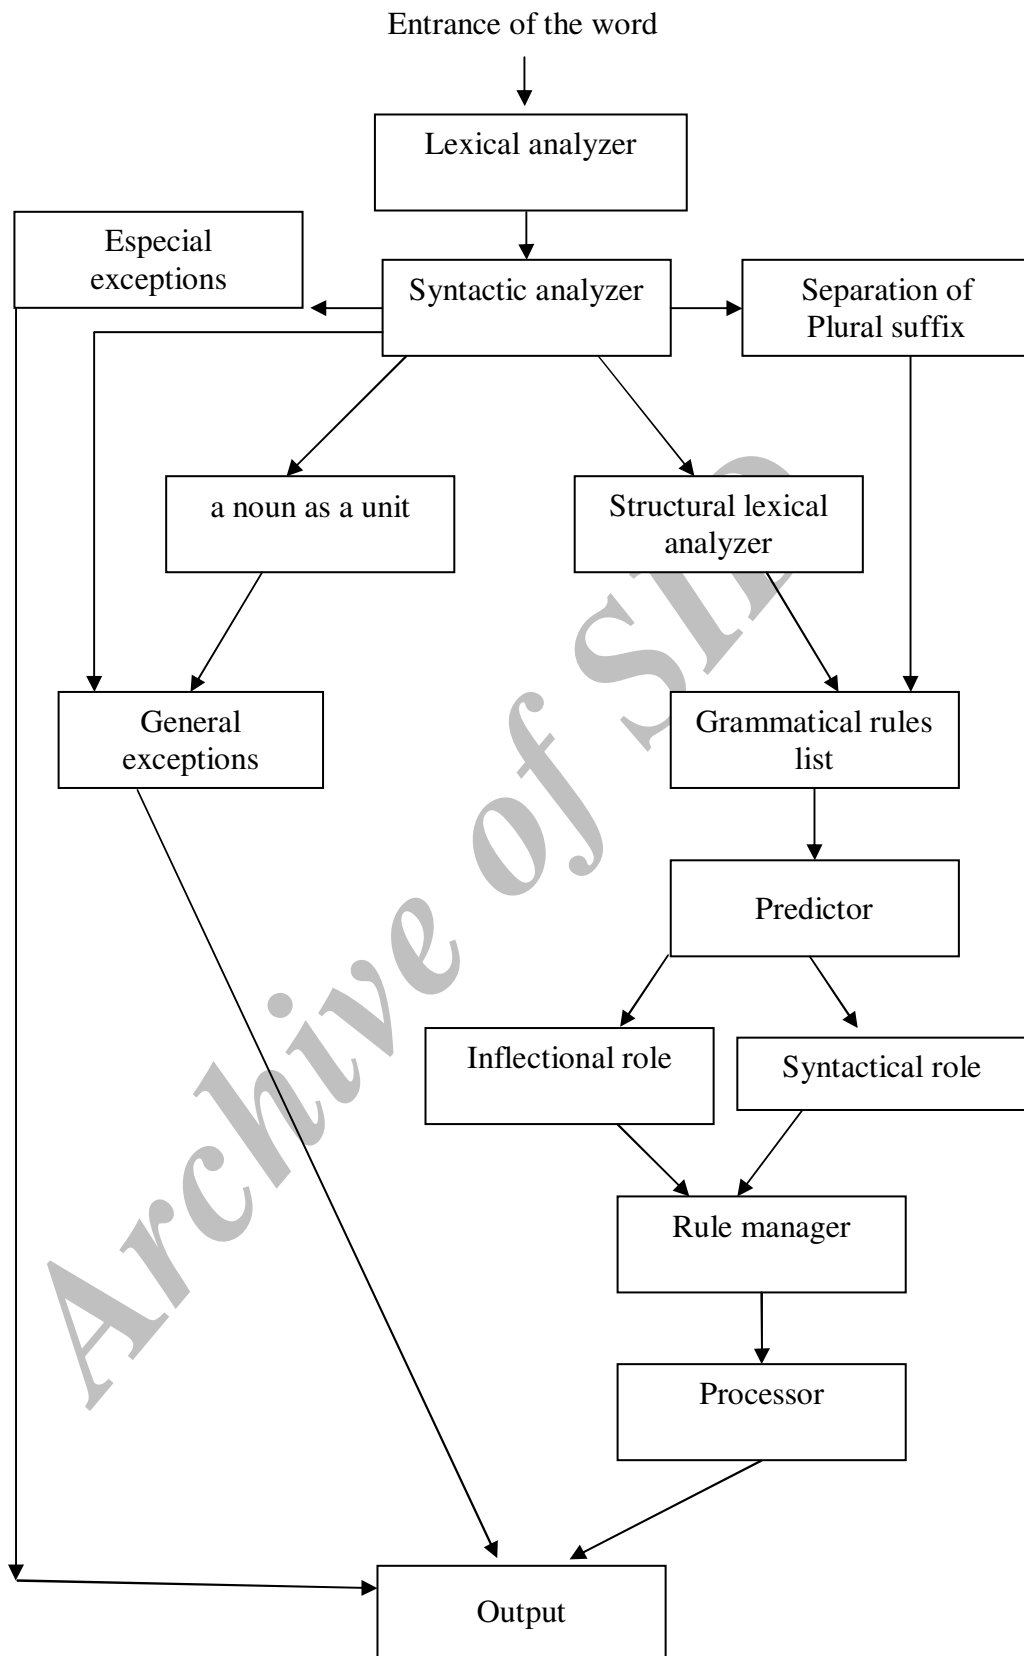 Entrance of the word
Lexical analyzer
Especial
exceptions
Syntactic analyzer
Separation of
Plural suffix
a noun as a unit
Structural lexical
analyzer
General
exceptions
Grammatical rules
list
Predictor
Inflectional role
Syntactical role
Rule manager
Processor
Output
Archive of SID